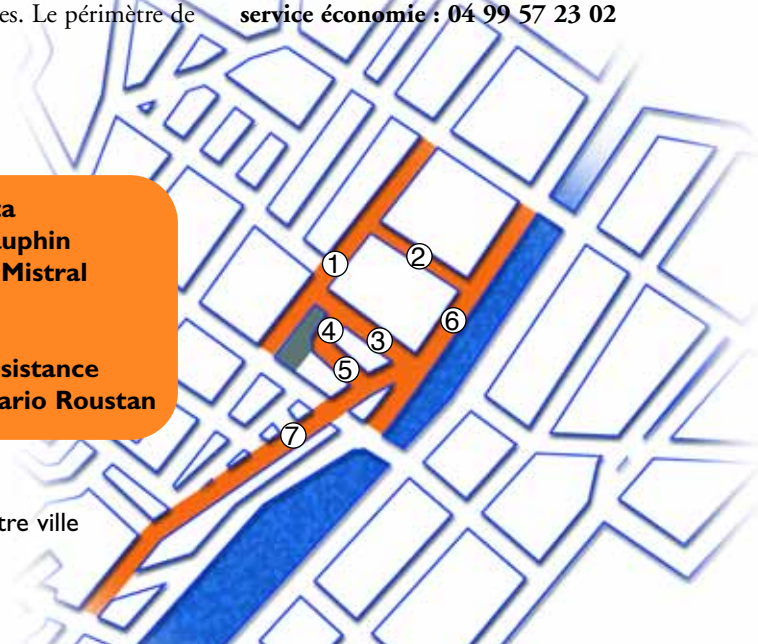 es. Le périmètre de
service économie : 04 99 57 23 02
ta
uphin
Mistral
sistance
ario Roustan
tre ville
1
2
6
4
3
5
7